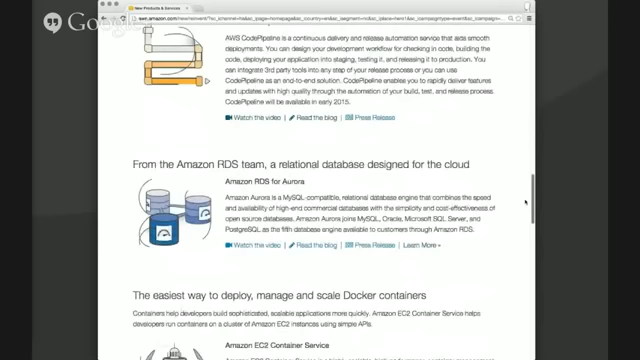 Google
New Products & Services
AWS CodePipeline is a continuous delivery and release automation service that aids smooth
deployments. You can design your development workflow for checking in code, building the
code, deploying your application into staging, testing it, and releasing it to production. You
can integrate 3rd party tools into any step of your release process or you can use
CodePipeline as an end-to-end solution. CodePipeline enables you to rapidly deliver features
and updates with high quality through the automation of your build, test, and release process.
CodePipeline will be available in early 2015.
Watch the video | Read the blog | Press Release
From the Amazon RDS team, a relational database designed for the cloud
Amazon RDS for Aurora
Amazon Aurora is a MySQL-compatible, relational database engine that combines the speed
and availability of high-end commercial databases with the simplicity and cost-effectiveness of
open source databases. Amazon Aurora joins MySQL, Oracle, Microsoft SQL Server, and
PostgreSQL as the fifth database engine available to customers through Amazon RDS.
Watch the video | Read the blog | Press Release | Learn More »
The easiest way to deploy, manage and scale Docker containers
Containers help developers build sophisticated, scalable applications more quickly. Amazon EC2 Container Service helps
developers run containers on a cluster of Amazon EC2 instances using simple APIs.
Amazon EC2 Container Service